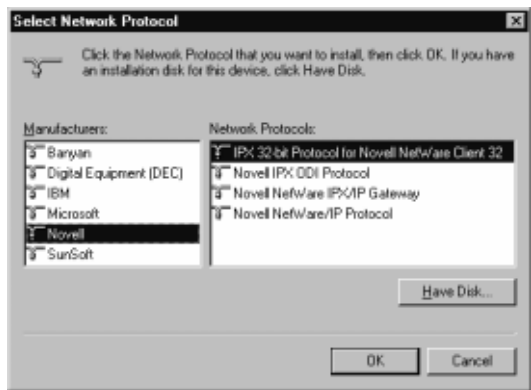 Select Network Protocol
Click the Network Protocol that you want to install, then click OK. If you have
an installation disk for this device, click Have Disk.
Manufacturers:
Banyan
Digital Equipment (DEC)
IBM
Microsoft
Novell
SunSoft
Network Protocols:
IPX 32-bit Protocol for Novell NetWare Client 32
Novell IPX ODI Protocol
Novell NetWare IPX/IP Gateway
Novell NetWare/IP Protocol
Have Disk...
OK
Cancel